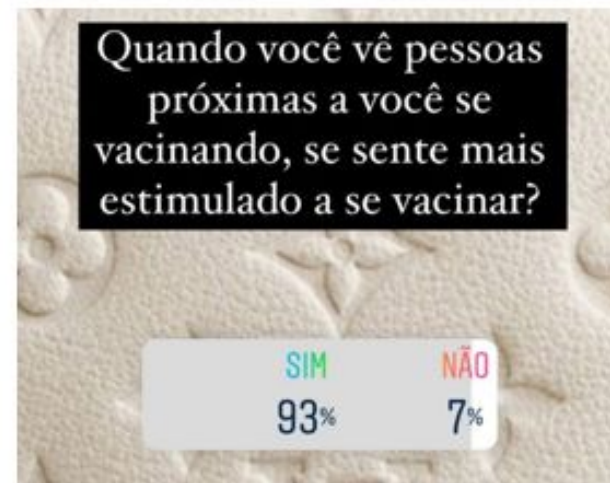 Quando você vê pessoas
próximas a você se
vacinando, se sente mais
estimulado a se vacinar?
SIM NÃO
93% 7%